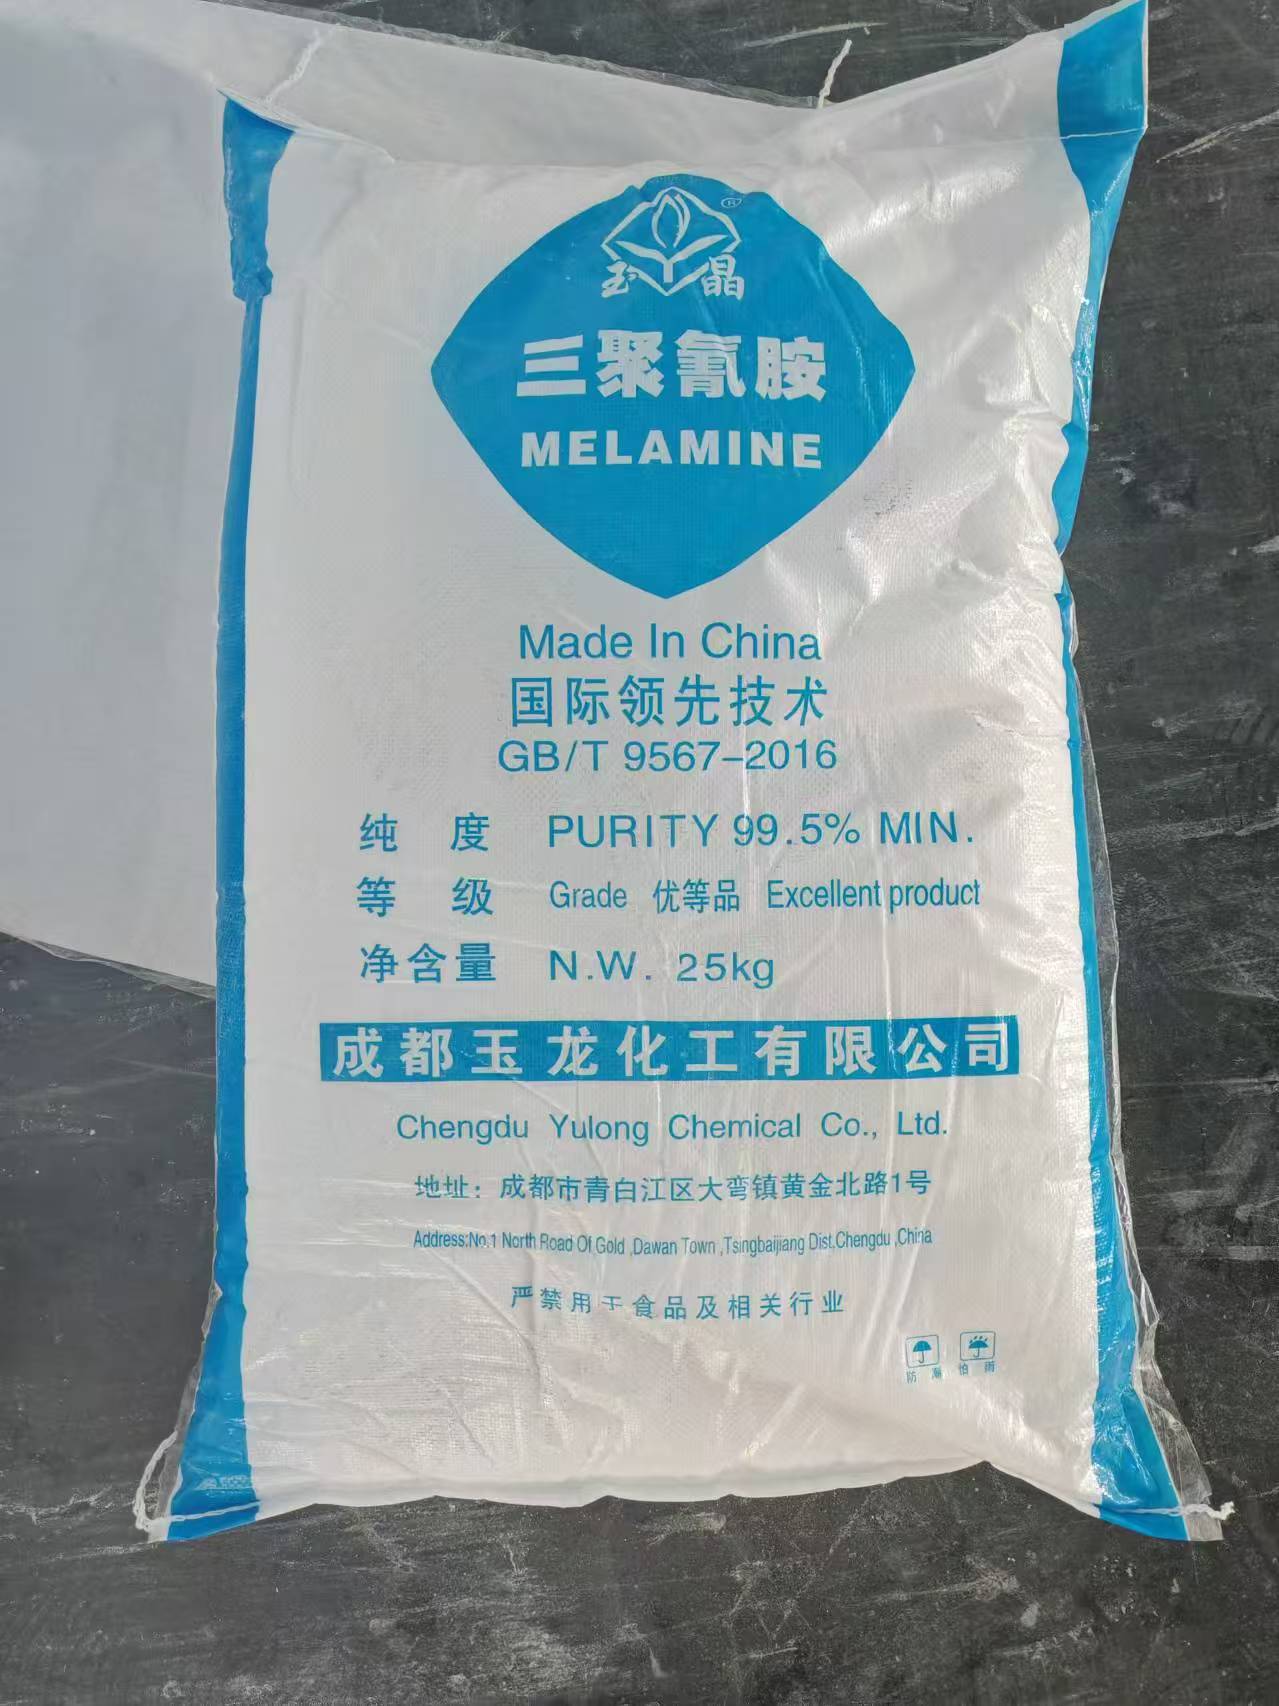 ®
玉 晶
三聚氰胺
MELAMINE
Made In China
国际领先技术
GB/T 9567-2016
纯 度 PURITY 99.5% MIN.
等 级 Grade 优等品 Excellent product
净含量 N.W. 25kg
成都玉龙化工有限公司
Chengdu Yulong Chemical Co., Ltd.
地址：成都市青白江区大弯镇黄金北路1号
Address:No.1 North Road Of Gold ,Dawan Town ,Tsingbaijiang Dist.Chengdu ,China
严禁用于食品及相关行业
防 潮 怕 雨